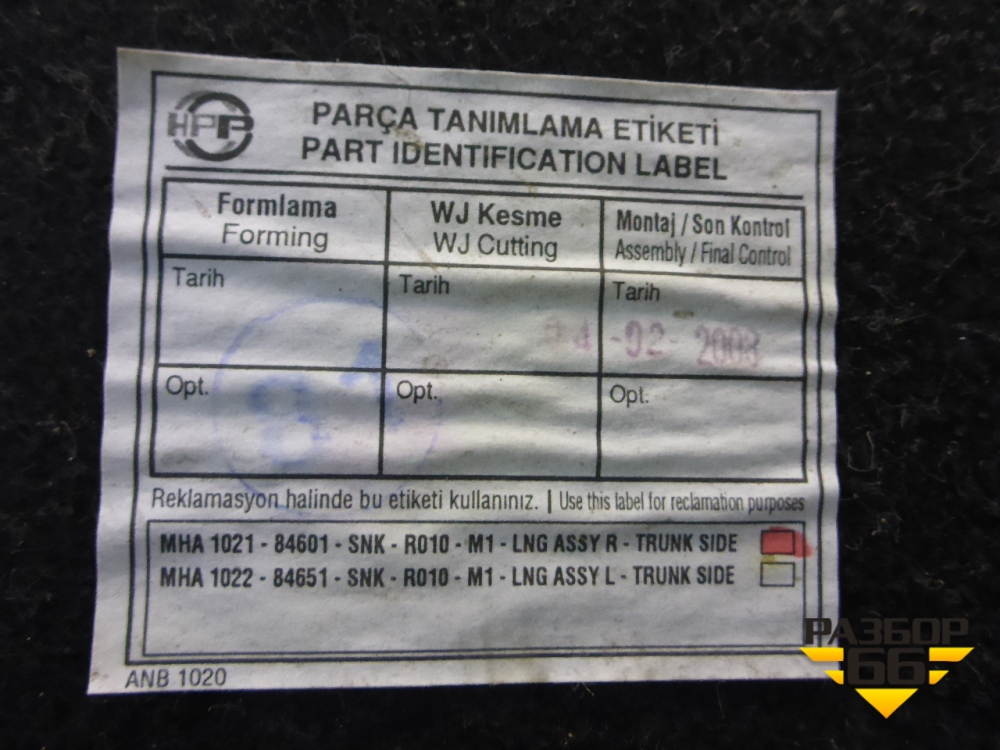 HPP
PARÇA TANIMLAMA ETİKETİ
PART IDENTIFICATION LABEL
Formlama
Forming
WJ Kesme
WJ Cutting
Montaj / Son Kontrol
Assembly / Final Control
Tarih
Tarih
Tarih
-02- 2008
Opt.
Opt.
Opt.
Reklamasyon halinde bu etiketi kullanınız. | Use this label for reclamation purposes
MHA 1021 - 84601 - SNK - R010 - M1 - LNG ASSY R - TRUNK SIDE
MHA 1022 - 84651 - SNK - R010 - M1 - LNG ASSY L - TRUNK SIDE
ANB 1020
РАЗБОР
66